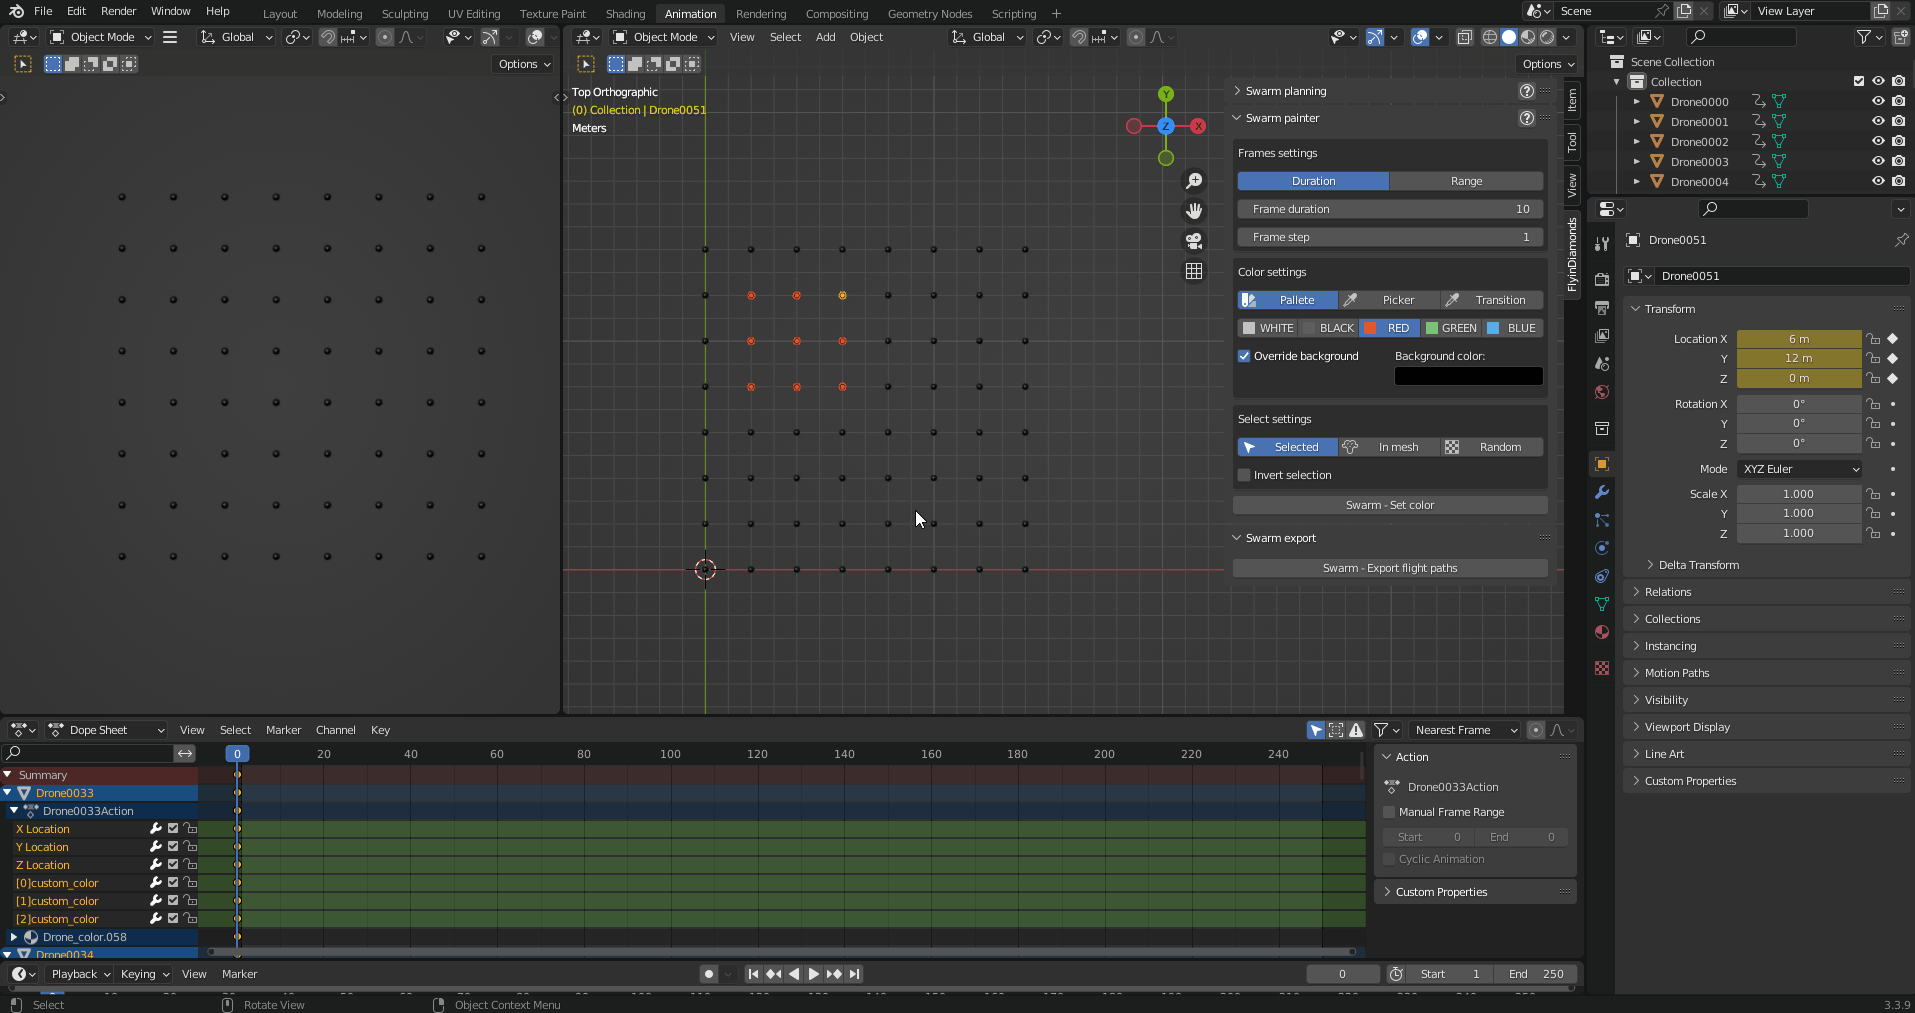 File Edit Render Window Help
Layout Modeling Sculpting UV Editing Texture Paint Shading Animation Rendering Compositing Geometry Nodes Scripting +
Scene
View Layer
Object Mode Global
Object Mode View Select Add Object Global
Options
Options
Top Orthographic
(0) Collection | Drone0051
Meters
Y
Z
X
Swarm planning
Swarm painter
Frames settings
Duration Range
Frame duration 10
Frame step 1
Color settings
Pallete Picker Transition
WHITE BLACK RED GREEN BLUE
Override background Background color:
Select settings
Selected In mesh Random
Invert selection
Swarm - Set color
Swarm export
Swarm - Export flight paths
Item
Tool
View
FlyinDiamonds
Scene Collection
Collection
Drone0000
Drone0001
Drone0002
Drone0003
Drone0004
Drone0051
Drone0051
Transform
Location X 6 m
Y 12 m
Z 0 m
Rotation X 0°
Y 0°
Z 0°
Mode XYZ Euler
Scale X 1.000
Y 1.000
Z 1.000
Delta Transform
Relations
Collections
Instancing
Motion Paths
Visibility
Viewport Display
Line Art
Custom Properties
Dope Sheet View Select Marker Channel Key
Nearest Frame
0 20 40 60 80 100 120 140 160 180 200 220 240
Summary
Drone0033
Drone0033Action
X Location
Y Location
Z Location
[0]custom_color
[1]custom_color
[2]custom_color
Drone_color.058
Drone0034
Action
Drone0033Action
Manual Frame Range
Start 0 End 0
Cyclic Animation
Custom Properties
Playback Keying View Marker
0 Start 1 End 250
Select Rotate View Object Context Menu
3.3.9